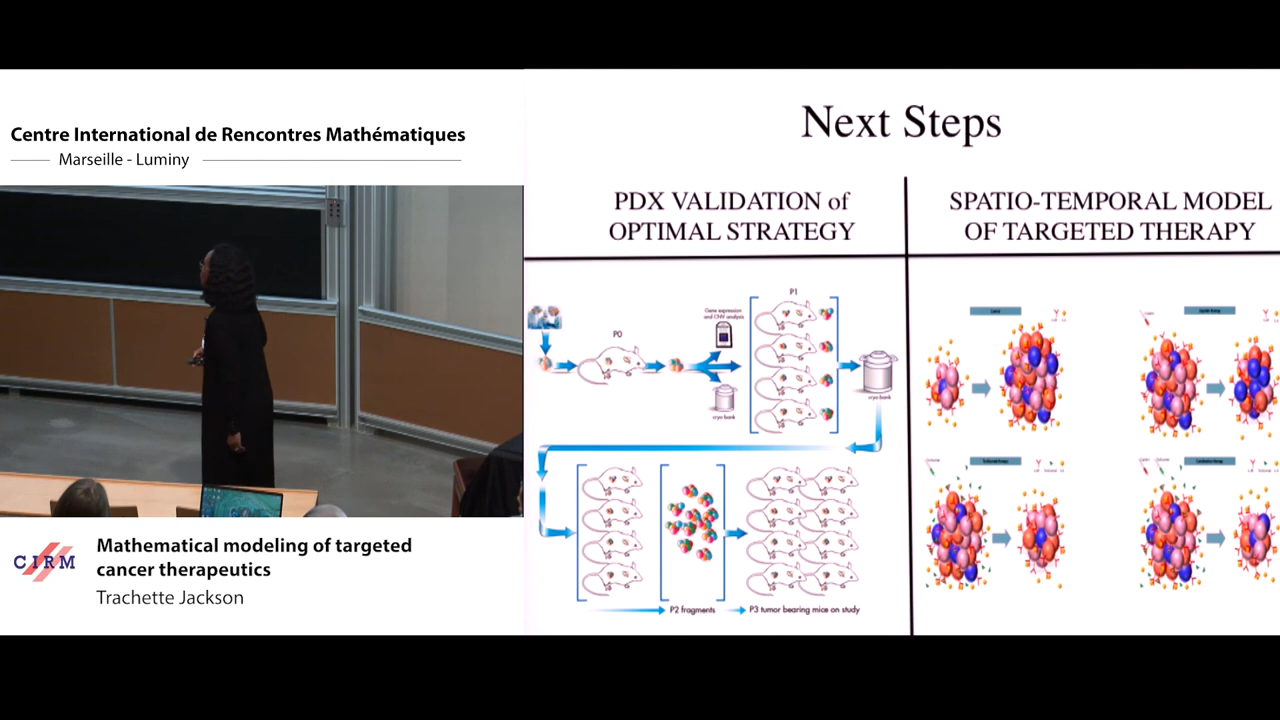 Centre International de Rencontres Mathématiques
Marseille - Luminy
CIRM
Mathematical modeling of targeted
cancer therapeutics
Trachette Jackson
Next Steps
PDX VALIDATION of
OPTIMAL STRATEGY
SPATIO-TEMPORAL MODEL
OF TARGETED THERAPY
P0
Gene expression
and CNV analysis
cryo-bank
P1
cryo-bank
P2 fragments
P3 tumor bearing mice on study